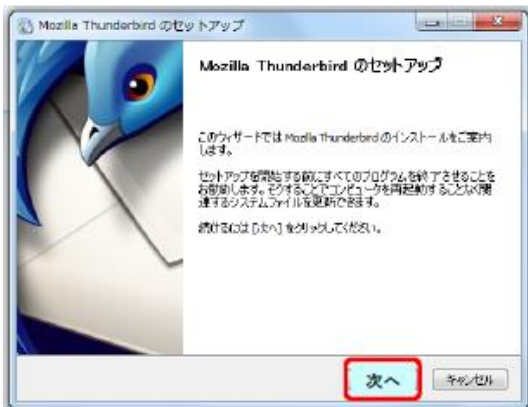 Mozilla Thunderbird のセットアップ
Mozilla Thunderbird のセットアップ
このウィザードでは Mozilla Thunderbird のインストールをご案内
します。
セットアップを開始する前にすべてのプログラムを終了させることを
お勧めします。そうすることでコンピュータを再起動することなく関
連するシステムファイルを更新できます。
続けるには [次へ] をクリックしてください。
次へ
キャンセル